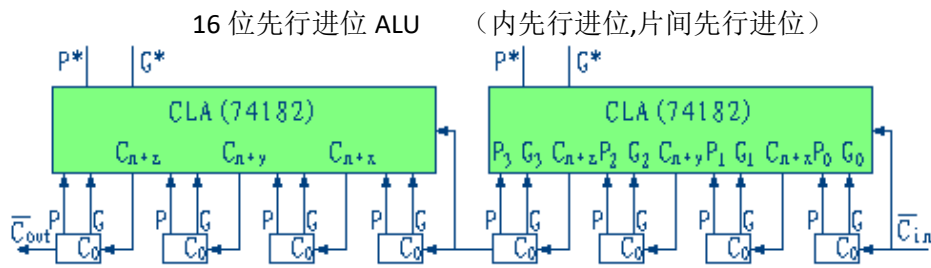 16 位先行进位 ALU （内先行进位,片间先行进位）
P* G* P* G*
CLA (74182) CLA (74182)
Cn+z Cn+y Cn+x P3 G3 Cn+z P2 G2 Cn+y P1 G1 Cn+x P0 G0
P G P G P G P G P G P G P G P G
C̅out C0 C0 C0 C0 C0 C0 C0 C0 C̅in